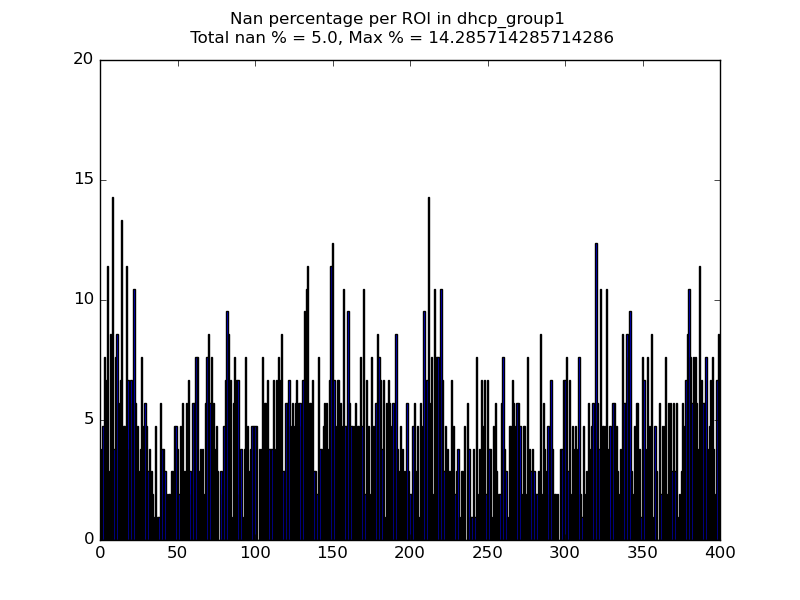 Nan percentage per ROI in dhcp_group1
Total nan % = 5.0, Max % = 14.285714285714286
20
15
10
5
0
0 50 100 150 200 250 300 350 400